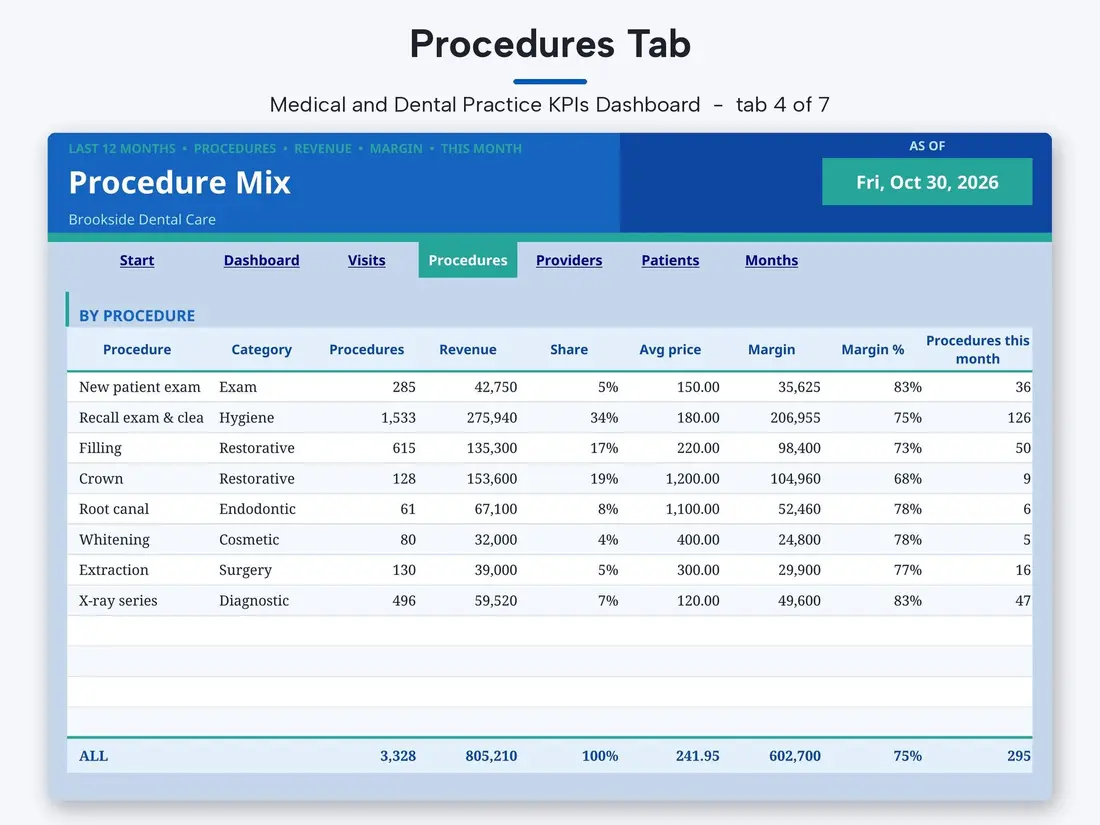 Procedures Tab
Medical and Dental Practice KPIs Dashboard - tab 4 of 7
LAST 12 MONTHS • PROCEDURES • REVENUE • MARGIN • THIS MONTH
Procedure Mix
Brookside Dental Care
AS OF
Fri, Oct 30, 2026
Start Dashboard Visits Procedures Providers Patients Months
BY PROCEDURE
Procedure Category Procedures Revenue Share Avg price Margin Margin % Procedures this month
New patient exam Exam 285 42,750 5% 150.00 35,625 83% 36
Recall exam & clea Hygiene 1,533 275,940 34% 180.00 206,955 75% 126
Filling Restorative 615 135,300 17% 220.00 98,400 73% 50
Crown Restorative 128 153,600 19% 1,200.00 104,960 68% 9
Root canal Endodontic 61 67,100 8% 1,100.00 52,460 78% 6
Whitening Cosmetic 80 32,000 4% 400.00 24,800 78% 5
Extraction Surgery 130 39,000 5% 300.00 29,900 77% 16
X-ray series Diagnostic 496 59,520 7% 120.00 49,600 83% 47
ALL 3,328 805,210 100% 241.95 602,700 75% 295